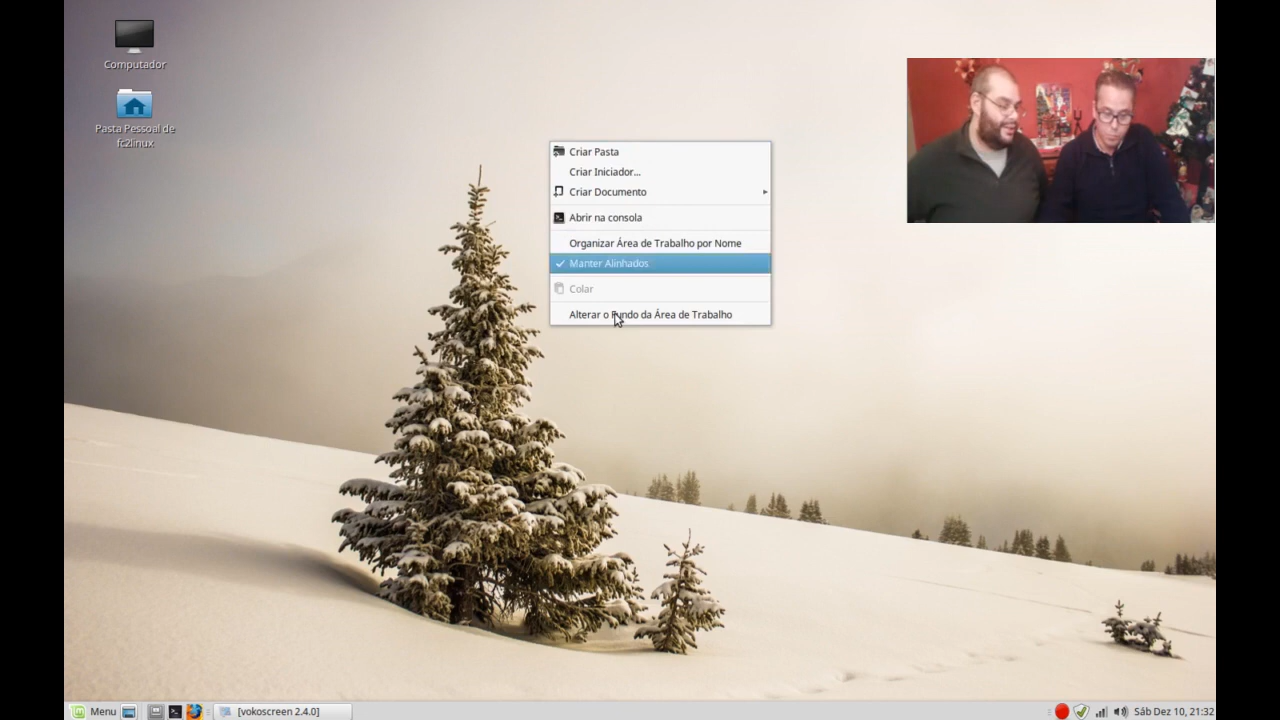 Computador
Pasta Pessoal de
fc2linux
Criar Pasta
Criar Iniciador...
Criar Documento
Abrir na consola
Organizar Área de Trabalho por Nome
Manter Alinhados
Colar
Alterar o Fundo da Área de Trabalho
Menu
[vokoscreen 2.4.0]
Sáb Dez 10, 21:32